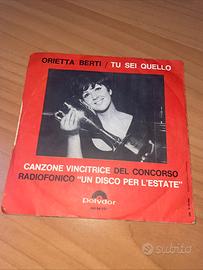 ORIETTA BERTI / TU SEI QUELLO
CANZONE VINCITRICE DEL CONCORSO
RADIOFONICO "UN DISCO PER L'ESTATE"
Polydor
subito